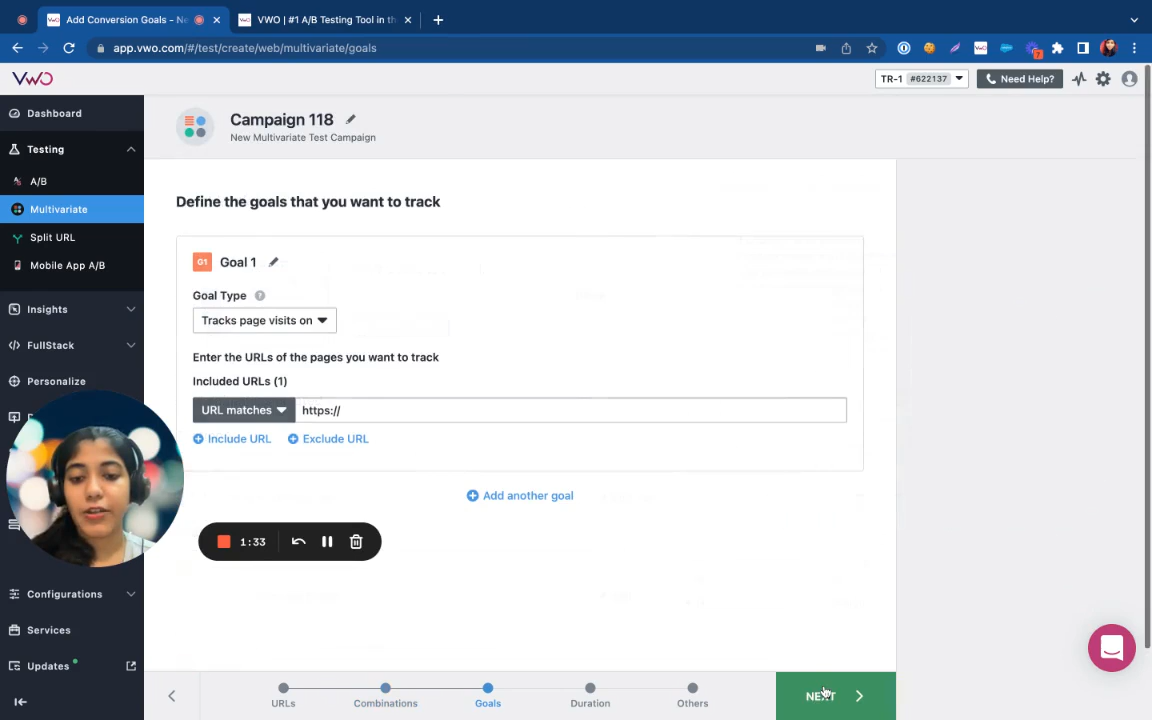 Add Conversion Goals - Ne
VWO | #1 A/B Testing Tool in th
app.vwo.com/#/test/create/web/multivariate/goals
7
VWO
TR-1 #622137
Need Help?
Dashboard
Testing
A/B
Multivariate
Split URL
Mobile App A/B
Insights
FullStack
Personalize
Configurations
Services
Updates
Campaign 118
New Multivariate Test Campaign
Define the goals that you want to track
G1 Goal 1
Goal Type ?
Tracks page visits on
Enter the URLs of the pages you want to track
Included URLs (1)
URL matches https://
Include URL Exclude URL
Add another goal
1:33
URLs Combinations Goals Duration Others
NEXT